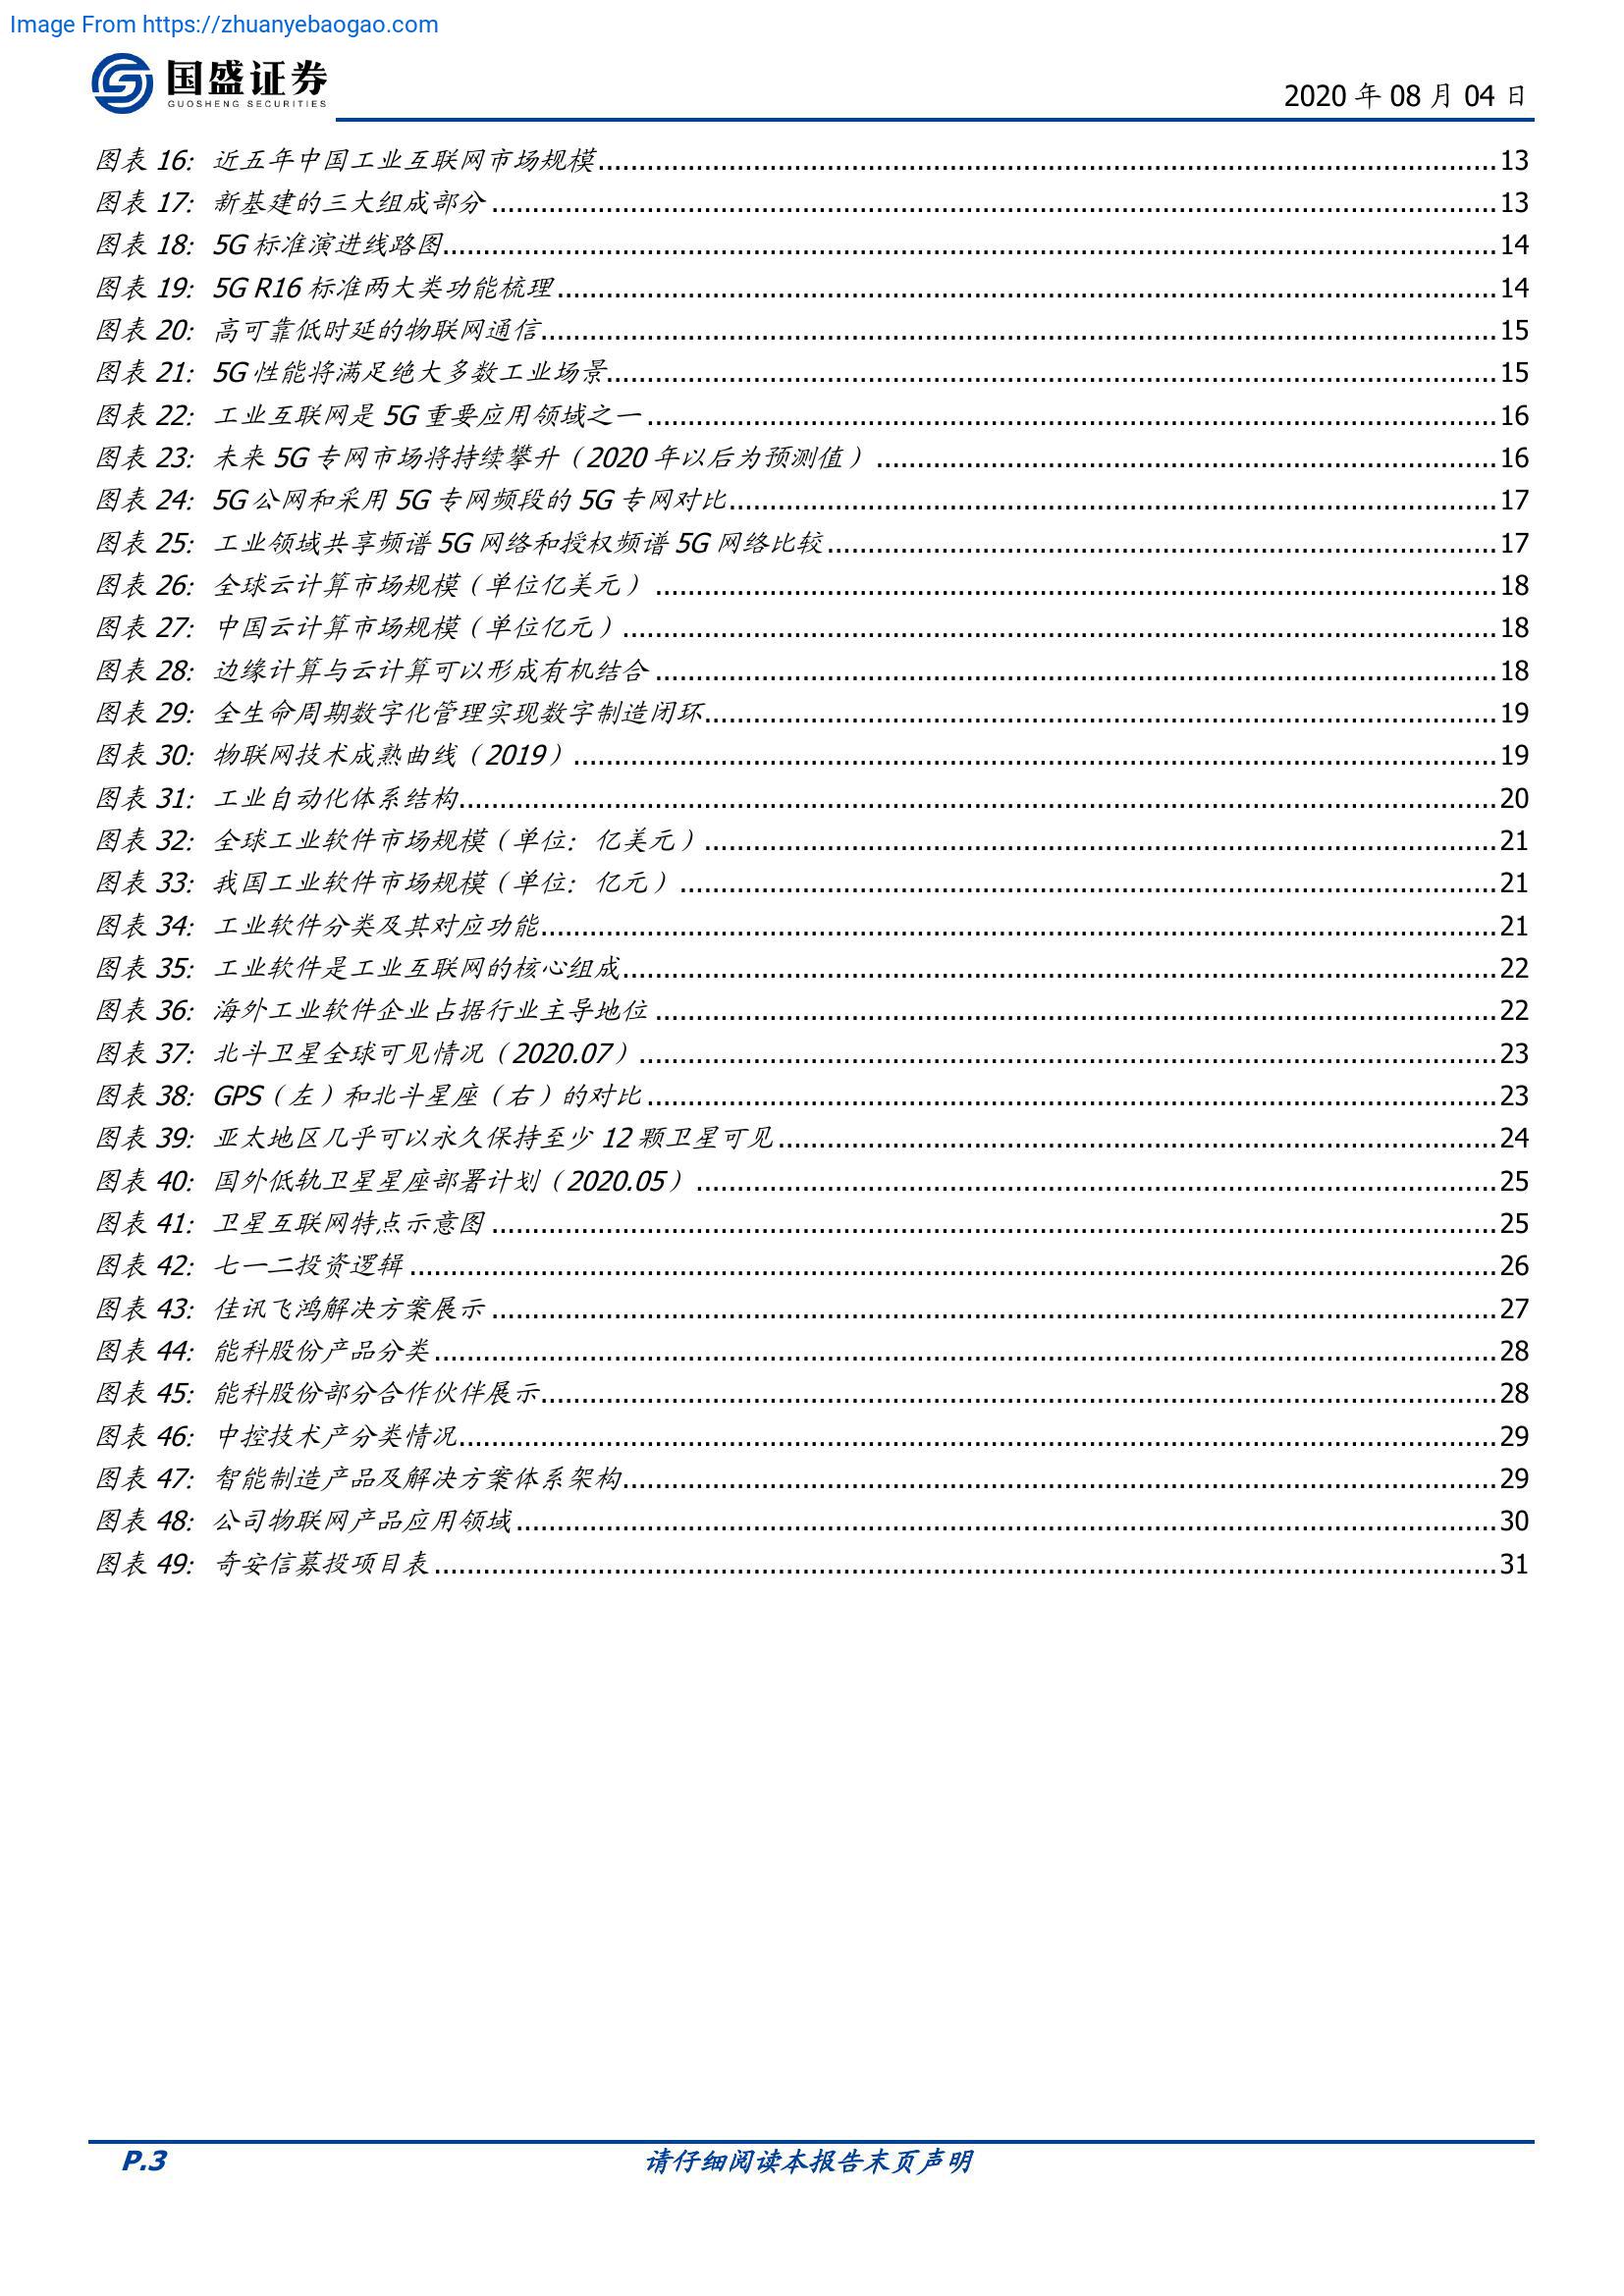 Image From https://zhuanyebaogao.com
国盛证券
GUOSHENG SECURITIES
2020 年 08 月 04 日
图表 16: 近五年中国工业互联网市场规模 13
图表 17: 新基建的三大组成部分 13
图表 18: 5G 标准演进线路图 14
图表 19: 5G R16 标准两大类功能梳理 14
图表 20: 高可靠低时延的物联网通信 15
图表 21: 5G 性能将满足绝大多数工业场景 15
图表 22: 工业互联网是 5G 重要应用领域之一 16
图表 23: 未来 5G 专网市场将持续攀升（2020 年以后为预测值） 16
图表 24: 5G 公网和采用 5G 专网频段的 5G 专网对比 17
图表 25: 工业领域共享频谱 5G 网络和授权频谱 5G 网络比较 17
图表 26: 全球云计算市场规模（单位亿美元） 18
图表 27: 中国云计算市场规模（单位亿元） 18
图表 28: 边缘计算与云计算可以形成有机结合 18
图表 29: 全生命周期数字化管理实现数字制造闭环 19
图表 30: 物联网技术成熟曲线（2019） 19
图表 31: 工业自动化体系结构 20
图表 32: 全球工业软件市场规模（单位：亿美元） 21
图表 33: 我国工业软件市场规模（单位：亿元） 21
图表 34: 工业软件分类及其对应功能 21
图表 35: 工业软件是工业互联网的核心组成 22
图表 36: 海外工业软件企业占据行业主导地位 22
图表 37: 北斗卫星全球可见情况（2020.07） 23
图表 38: GPS（左）和北斗星座（右）的对比 23
图表 39: 亚太地区几乎可以永久保持至少 12 颗卫星可见 24
图表 40: 国外低轨卫星星座部署计划（2020.05） 25
图表 41: 卫星互联网特点示意图 25
图表 42: 七一二投资逻辑 26
图表 43: 佳讯飞鸿解决方案展示 27
图表 44: 能科股份产品分类 28
图表 45: 能科股份部分合作伙伴展示 28
图表 46: 中控技术产分类情况 29
图表 47: 智能制造产品及解决方案体系架构 29
图表 48: 公司物联网产品应用领域 30
图表 49: 奇安信募投项目表 31
P.3
请仔细阅读本报告末页声明